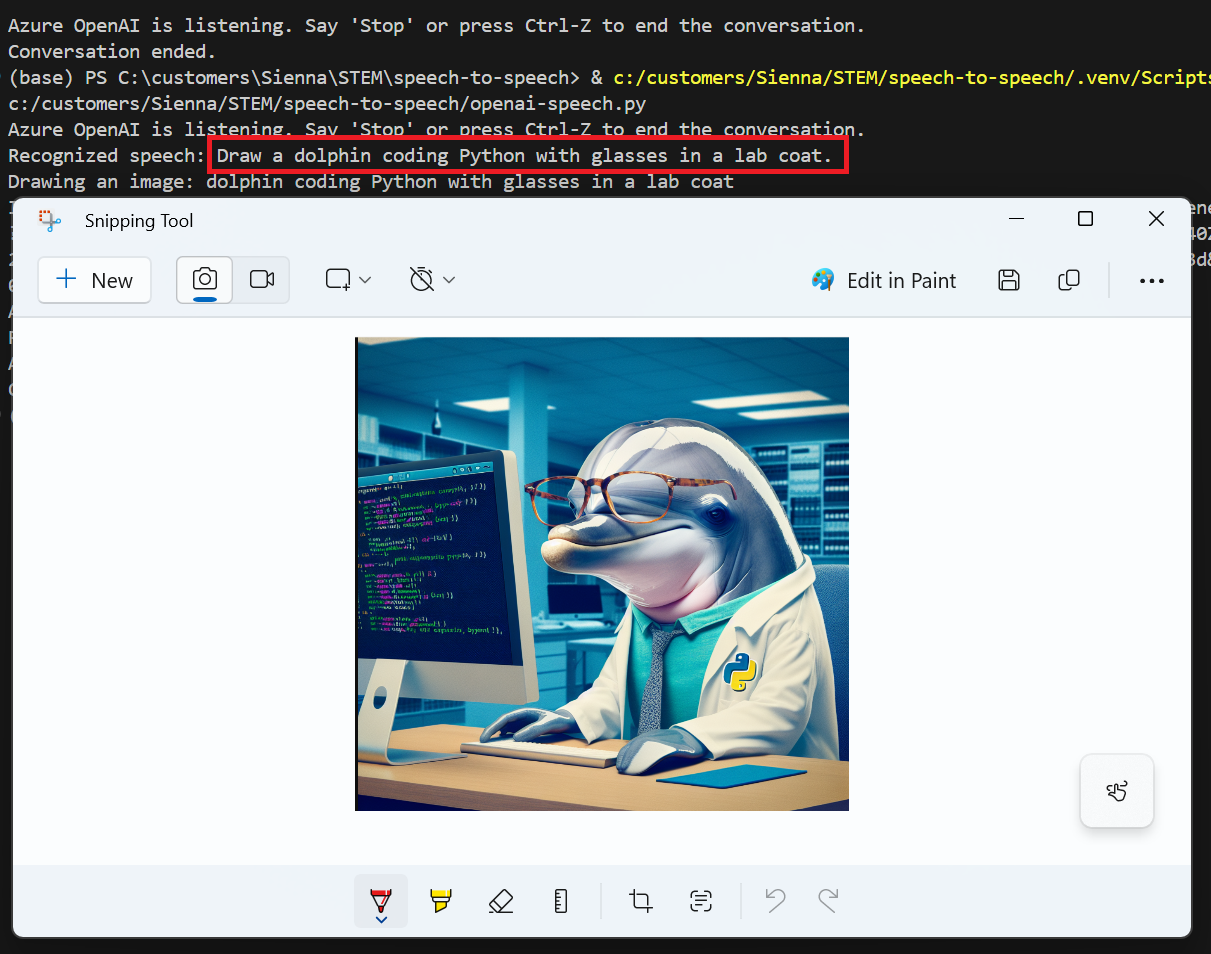 Azure OpenAI is listening. Say 'Stop' or press Ctrl-Z to end the conversation.
Conversation ended.
(base) PS C:\customers\Sienna\STEM\speech-to-speech> & c:/customers/Sienna/STEM/speech-to-speech/.venv/Scripts
c:/customers/Sienna/STEM/speech-to-speech/openai-speech.py
Azure OpenAI is listening. Say 'Stop' or press Ctrl-Z to end the conversation.
Recognized speech: Draw a dolphin coding Python with glasses in a lab coat.
Drawing an image: dolphin coding Python with glasses in a lab coat
Snipping Tool
New
Edit in Paint